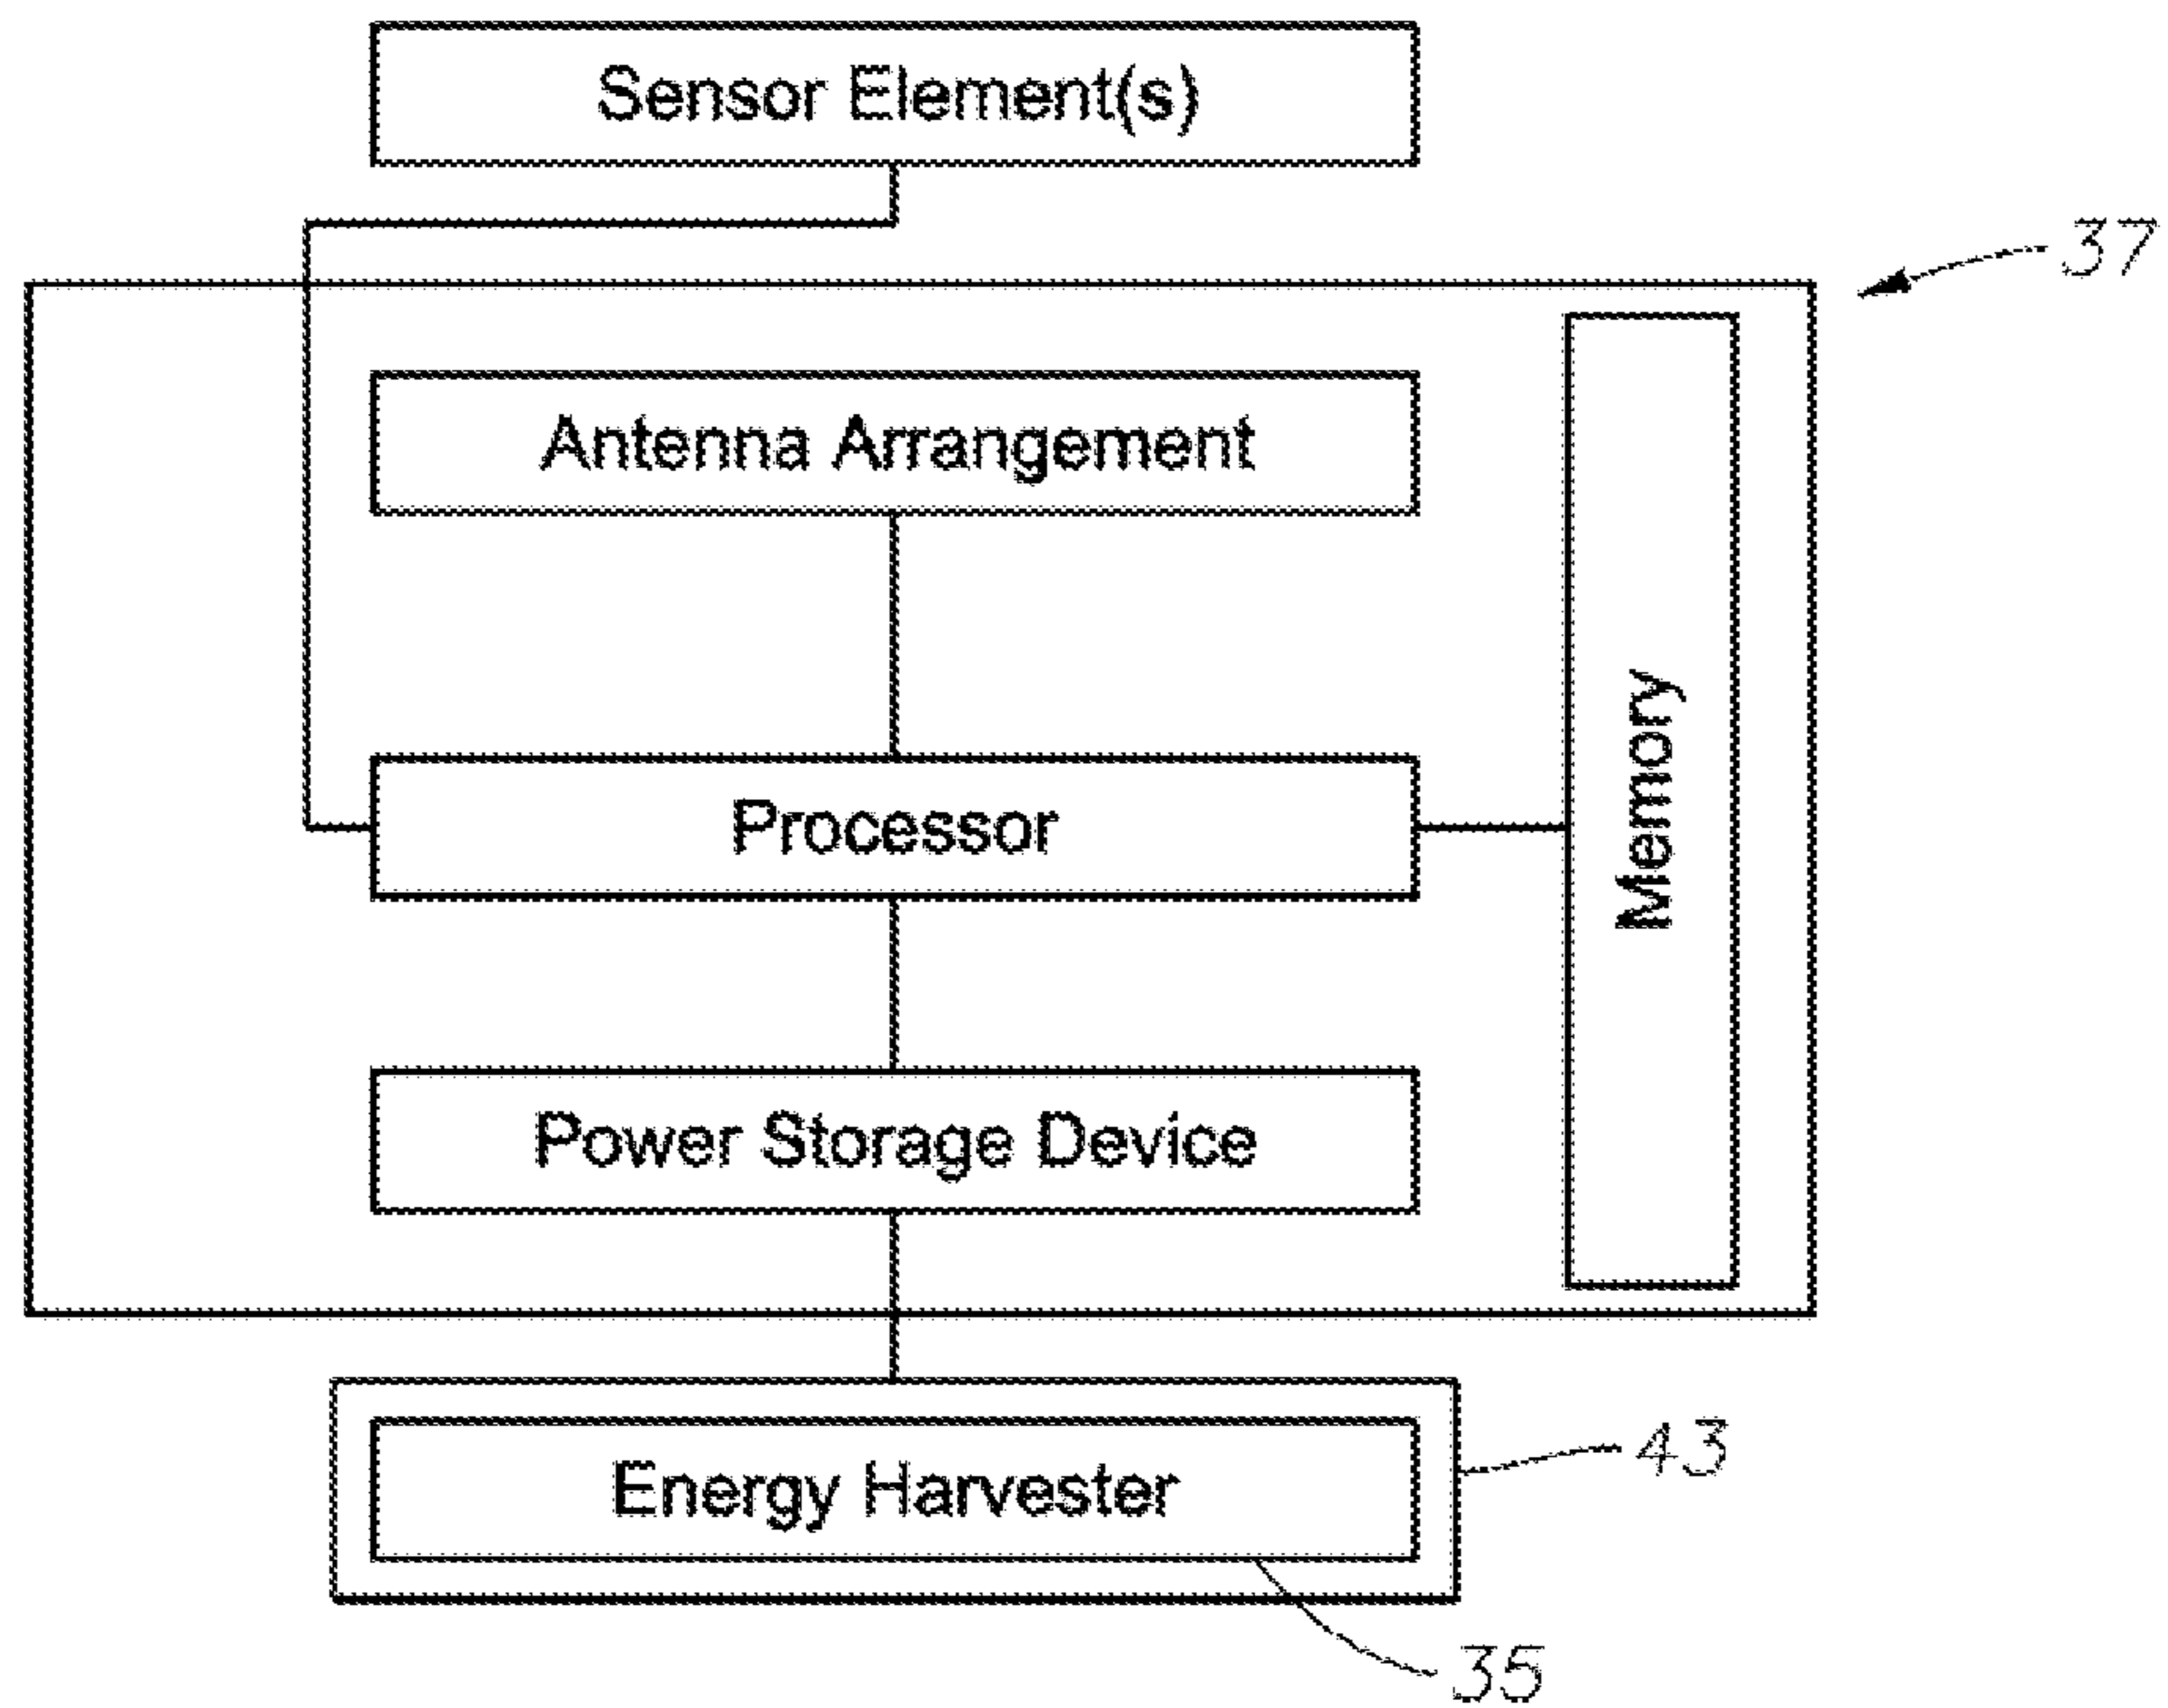 Sensor Element(s)
37
Antenna Arrangement
Processor
Memory
Power Storage Device
Energy Harvester
43
35